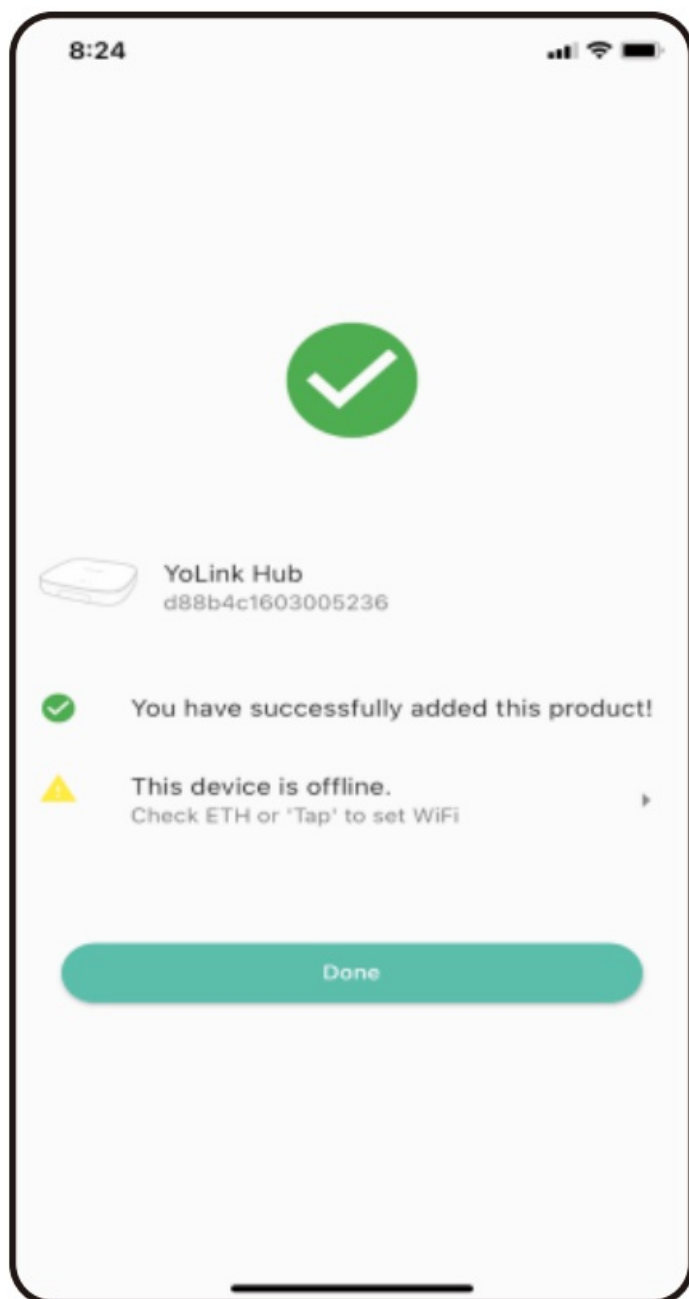 8:24
YoLink Hub
d88b4c1603005236
You have successfully added this product!
This device is offline.
Check ETH or "Tap" to set WiFi
Done